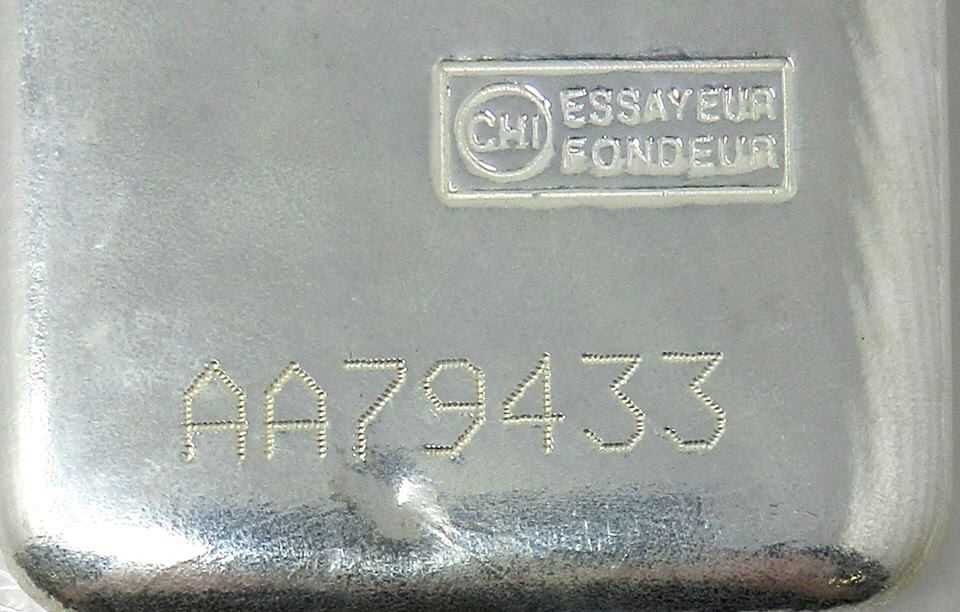 CHI
ESSAYEUR
FONDEUR
AA79433